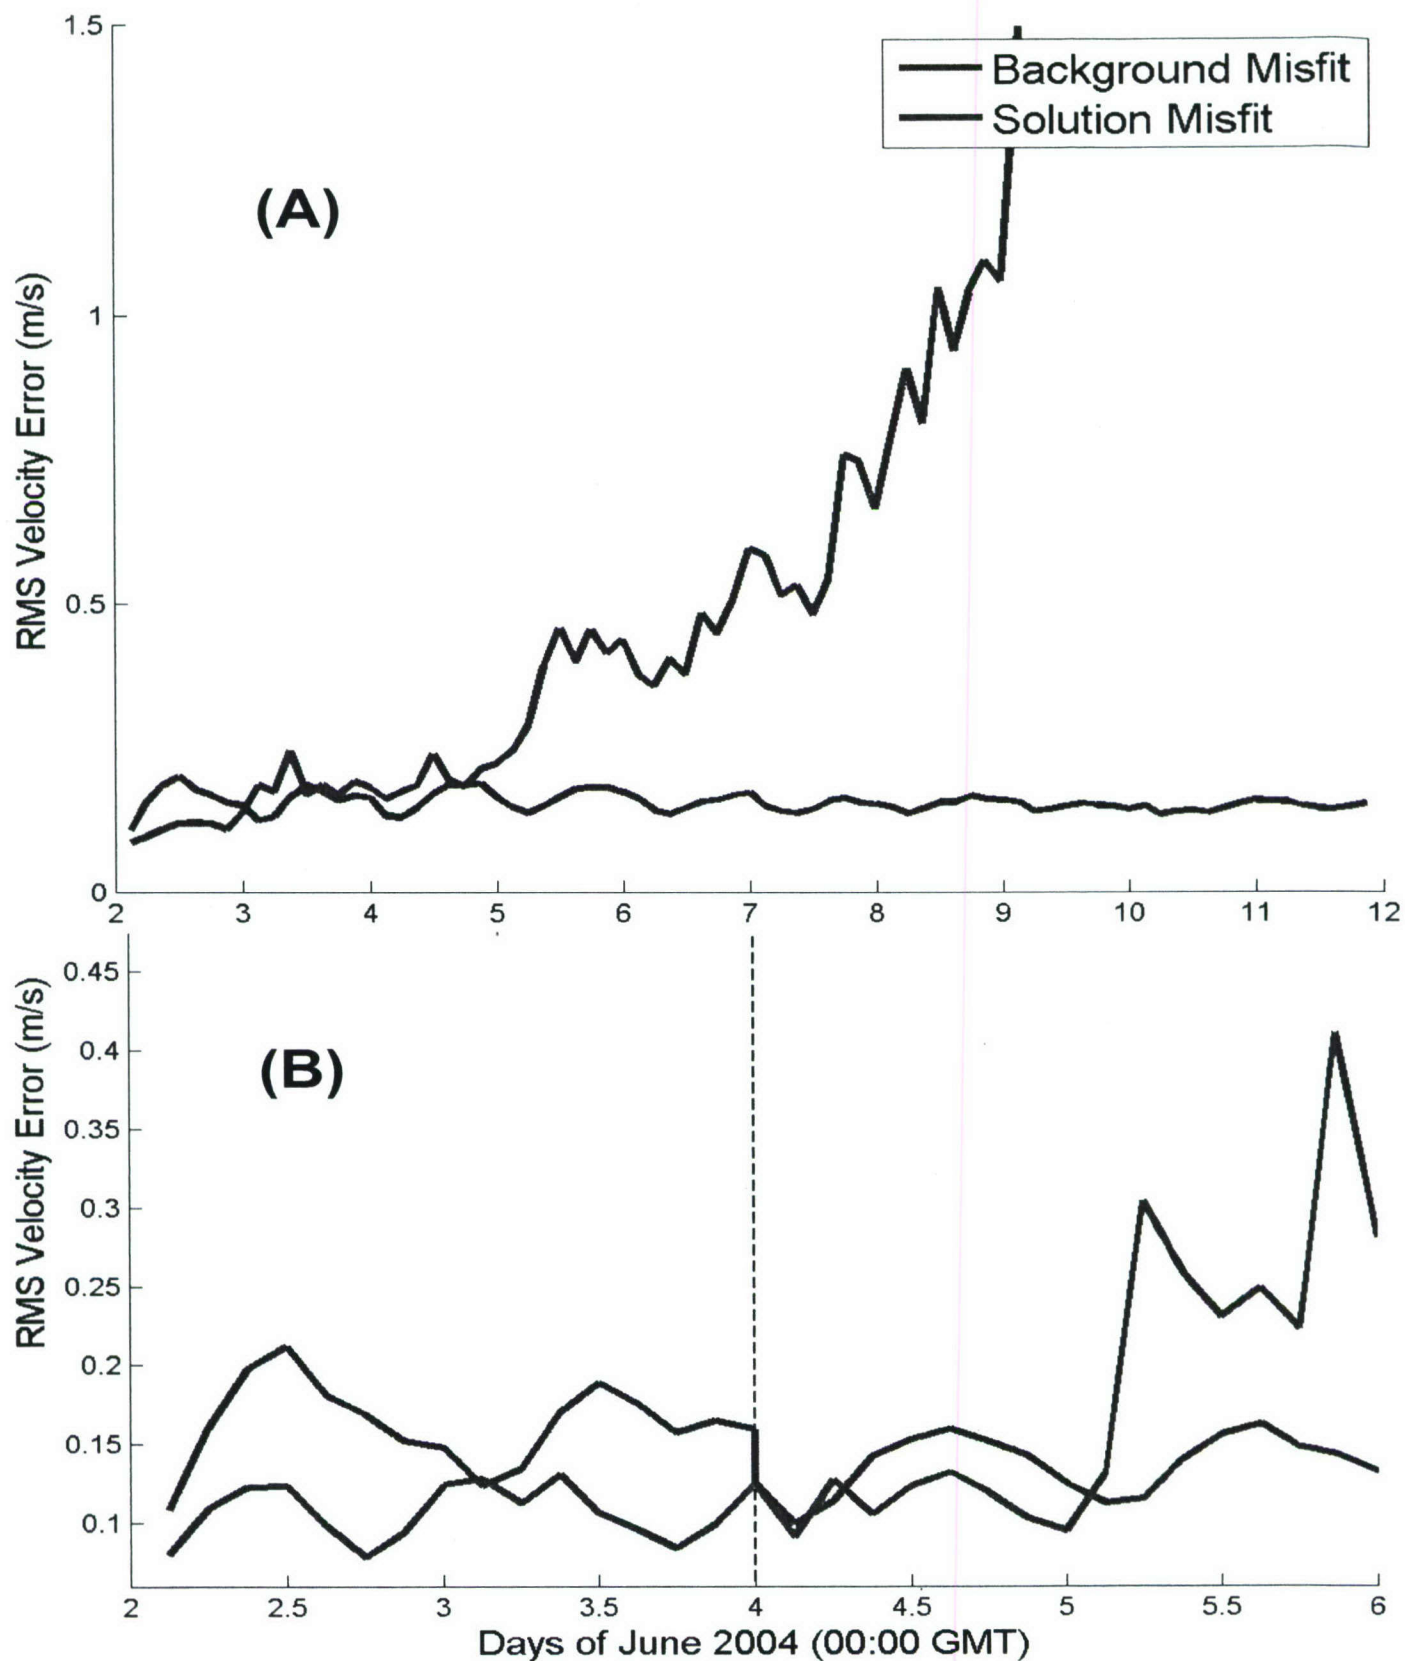 1.5
Background Misfit
Solution Misfit
(A)
RMS Velocity Error (m/s)
1
0.5
0
2 3 4 5 6 7 8 9 10 11 12
0.45
0.4
(B)
RMS Velocity Error (m/s)
0.35
0.3
0.25
0.2
0.15
0.1
2 2.5 3 3.5 4 4.5 5 5.5 6
Days of June 2004 (00:00 GMT)